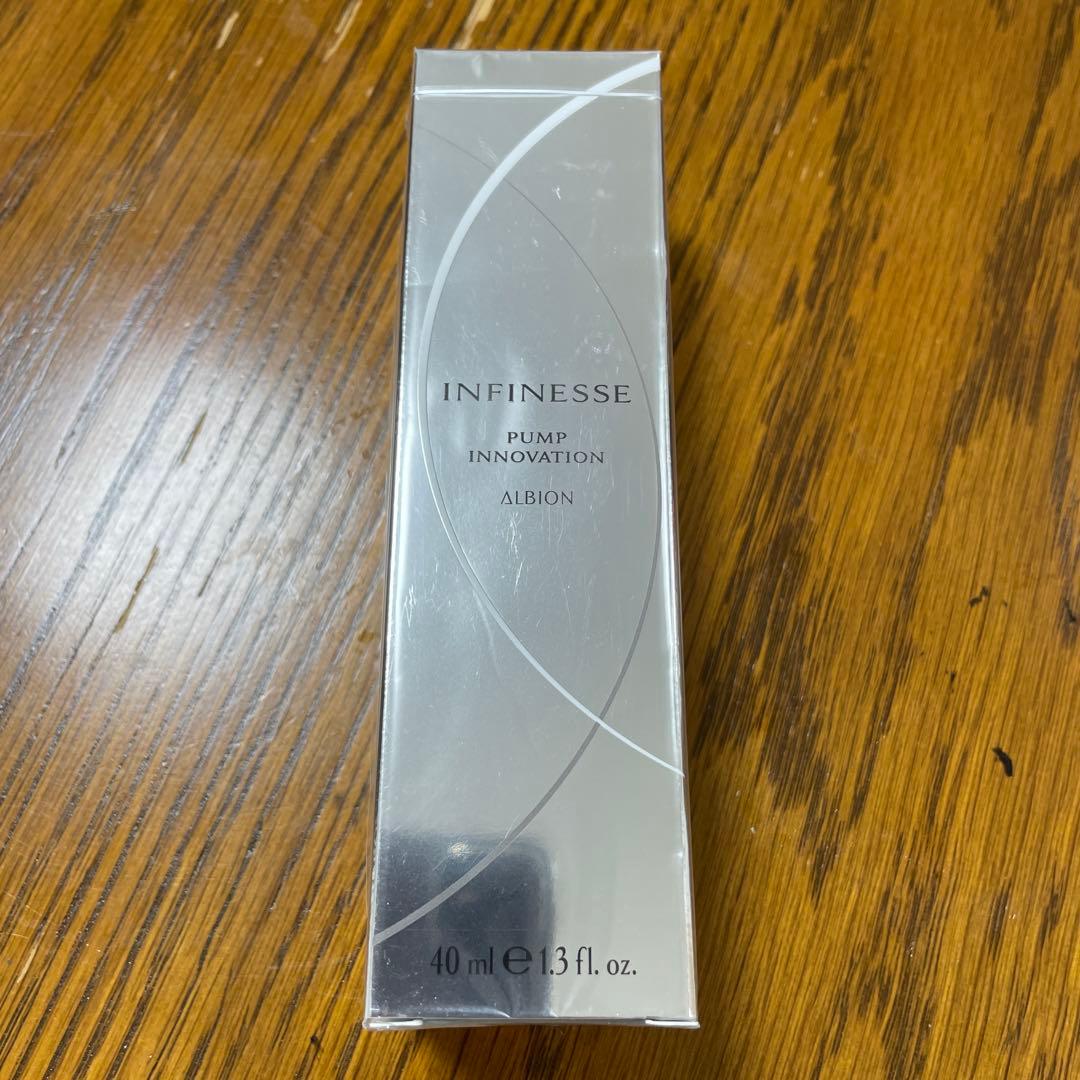 INFINESSE
PUMP
INNOVATION
ALBION
40 ml ℮ 1.3 fl. oz.